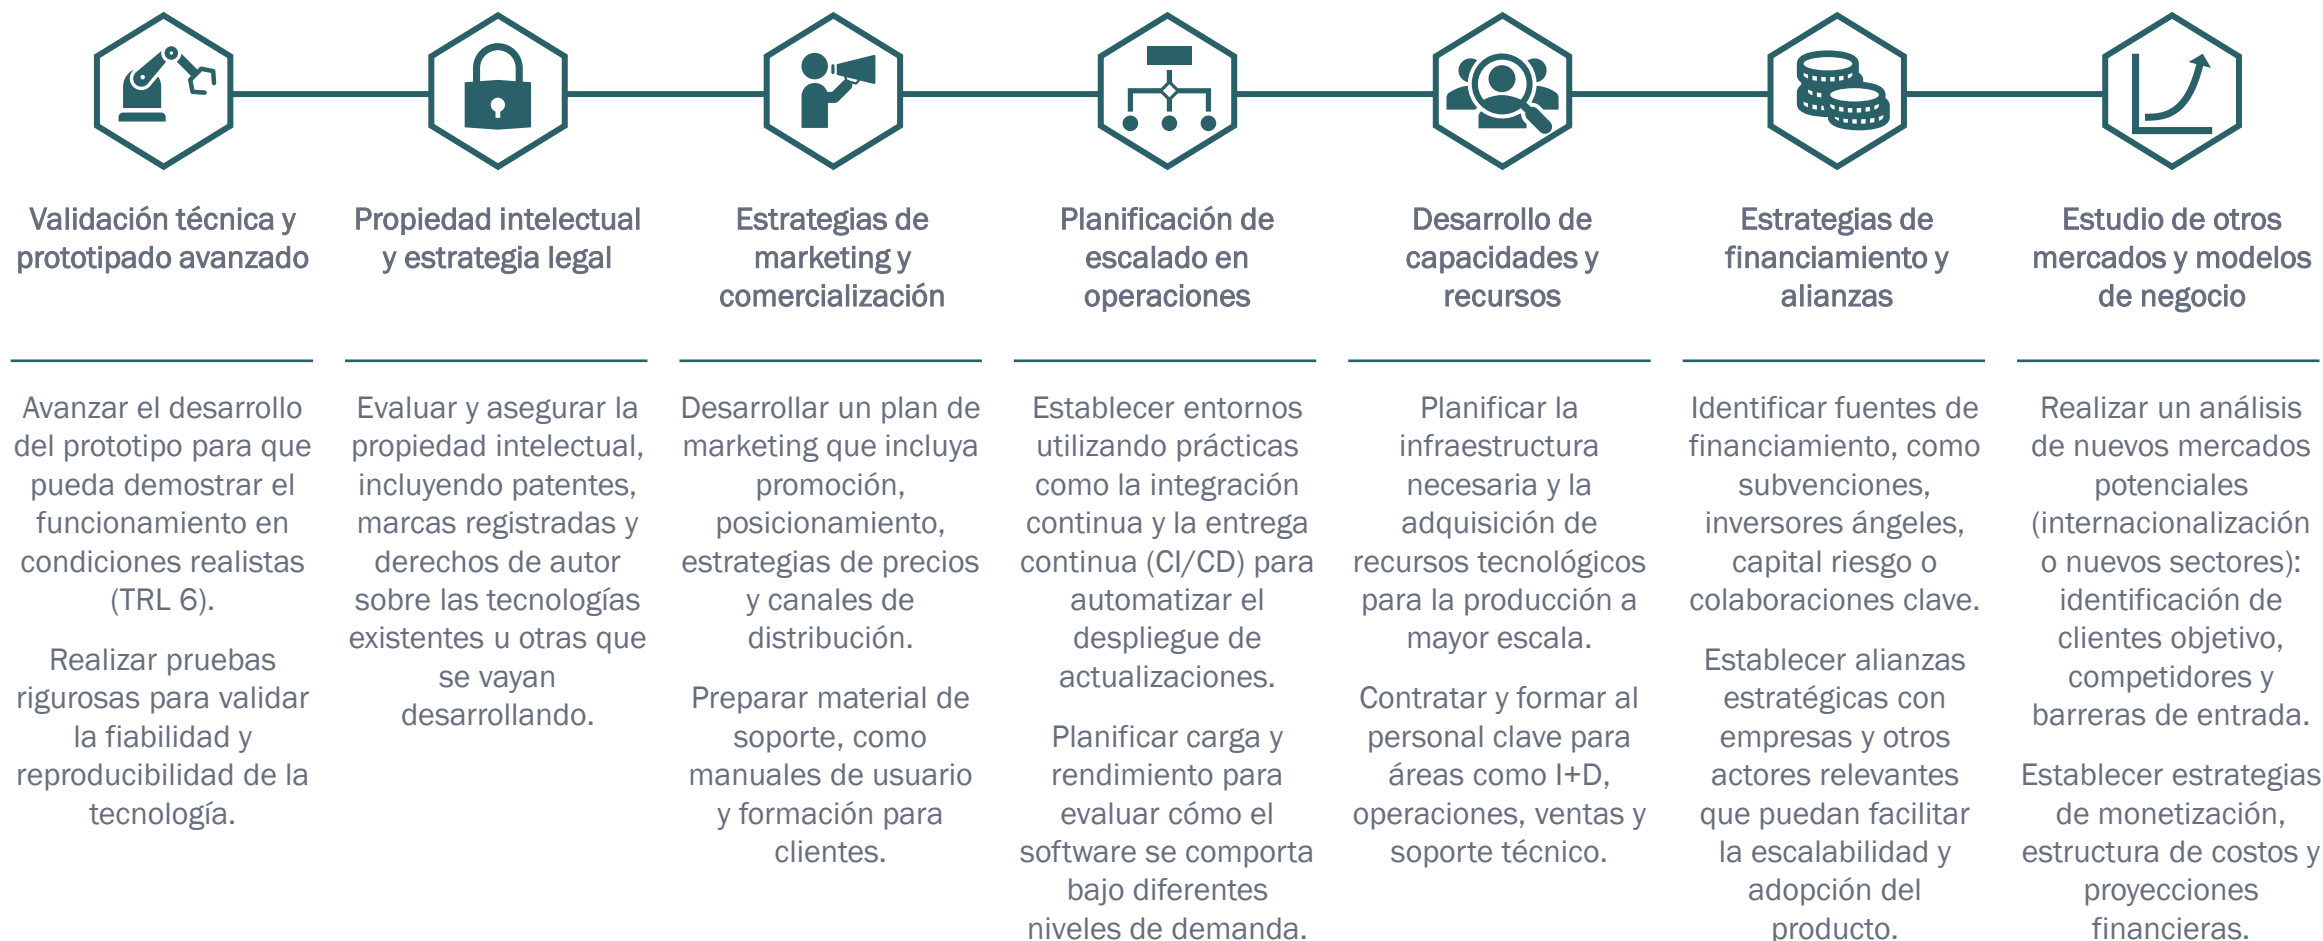 Validación técnica y
prototipado avanzado
Avanzar el desarrollo
del prototipo para que
pueda demostrar el
funcionamiento en
condiciones realistas
(TRL 6).
Realizar pruebas
rigurosas para validar
la fiabilidad y
reproducibilidad de la
tecnología.
Propiedad intelectual
y estrategia legal
Evaluar y asegurar la
propiedad intelectual,
incluyendo patentes,
marcas registradas y
derechos de autor
sobre las tecnologías
existentes u otras que
se vayan
desarrollando.
Estrategias de
marketing y
comercialización
Desarrollar un plan de
marketing que incluya
promoción,
posicionamiento,
estrategias de precios
y canales de
distribución.
Preparar material de
soporte, como
manuales de usuario
y formación para
clientes.
Planificación de
escalado en
operaciones
Establecer entornos
utilizando prácticas
como la integración
continua y la entrega
continua (CI/CD) para
automatizar el
despliegue de
actualizaciones.
Planificar carga y
rendimiento para
evaluar cómo el
software se comporta
bajo diferentes
niveles de demanda.
Desarrollo de
capacidades y
recursos
Planificar la
infraestructura
necesaria y la
adquisición de
recursos tecnológicos
para la producción a
mayor escala.
Contratar y formar al
personal clave para
áreas como I+D,
operaciones, ventas y
soporte técnico.
Estrategias de
financiamiento y
alianzas
Identificar fuentes de
financiamiento, como
subvenciones,
inversores ángeles,
capital riesgo o
colaboraciones clave.
Establecer alianzas
estratégicas con
empresas y otros
actores relevantes
que puedan facilitar
la escalabilidad y
adopción del
producto.
Estudio de otros
mercados y modelos
de negocio
Realizar un análisis
de nuevos mercados
potenciales
(internacionalización
o nuevos sectores):
identificación de
clientes objetivo,
competidores y
barreras de entrada.
Establecer estrategias
de monetización,
estructura de costos y
proyecciones
financieras.